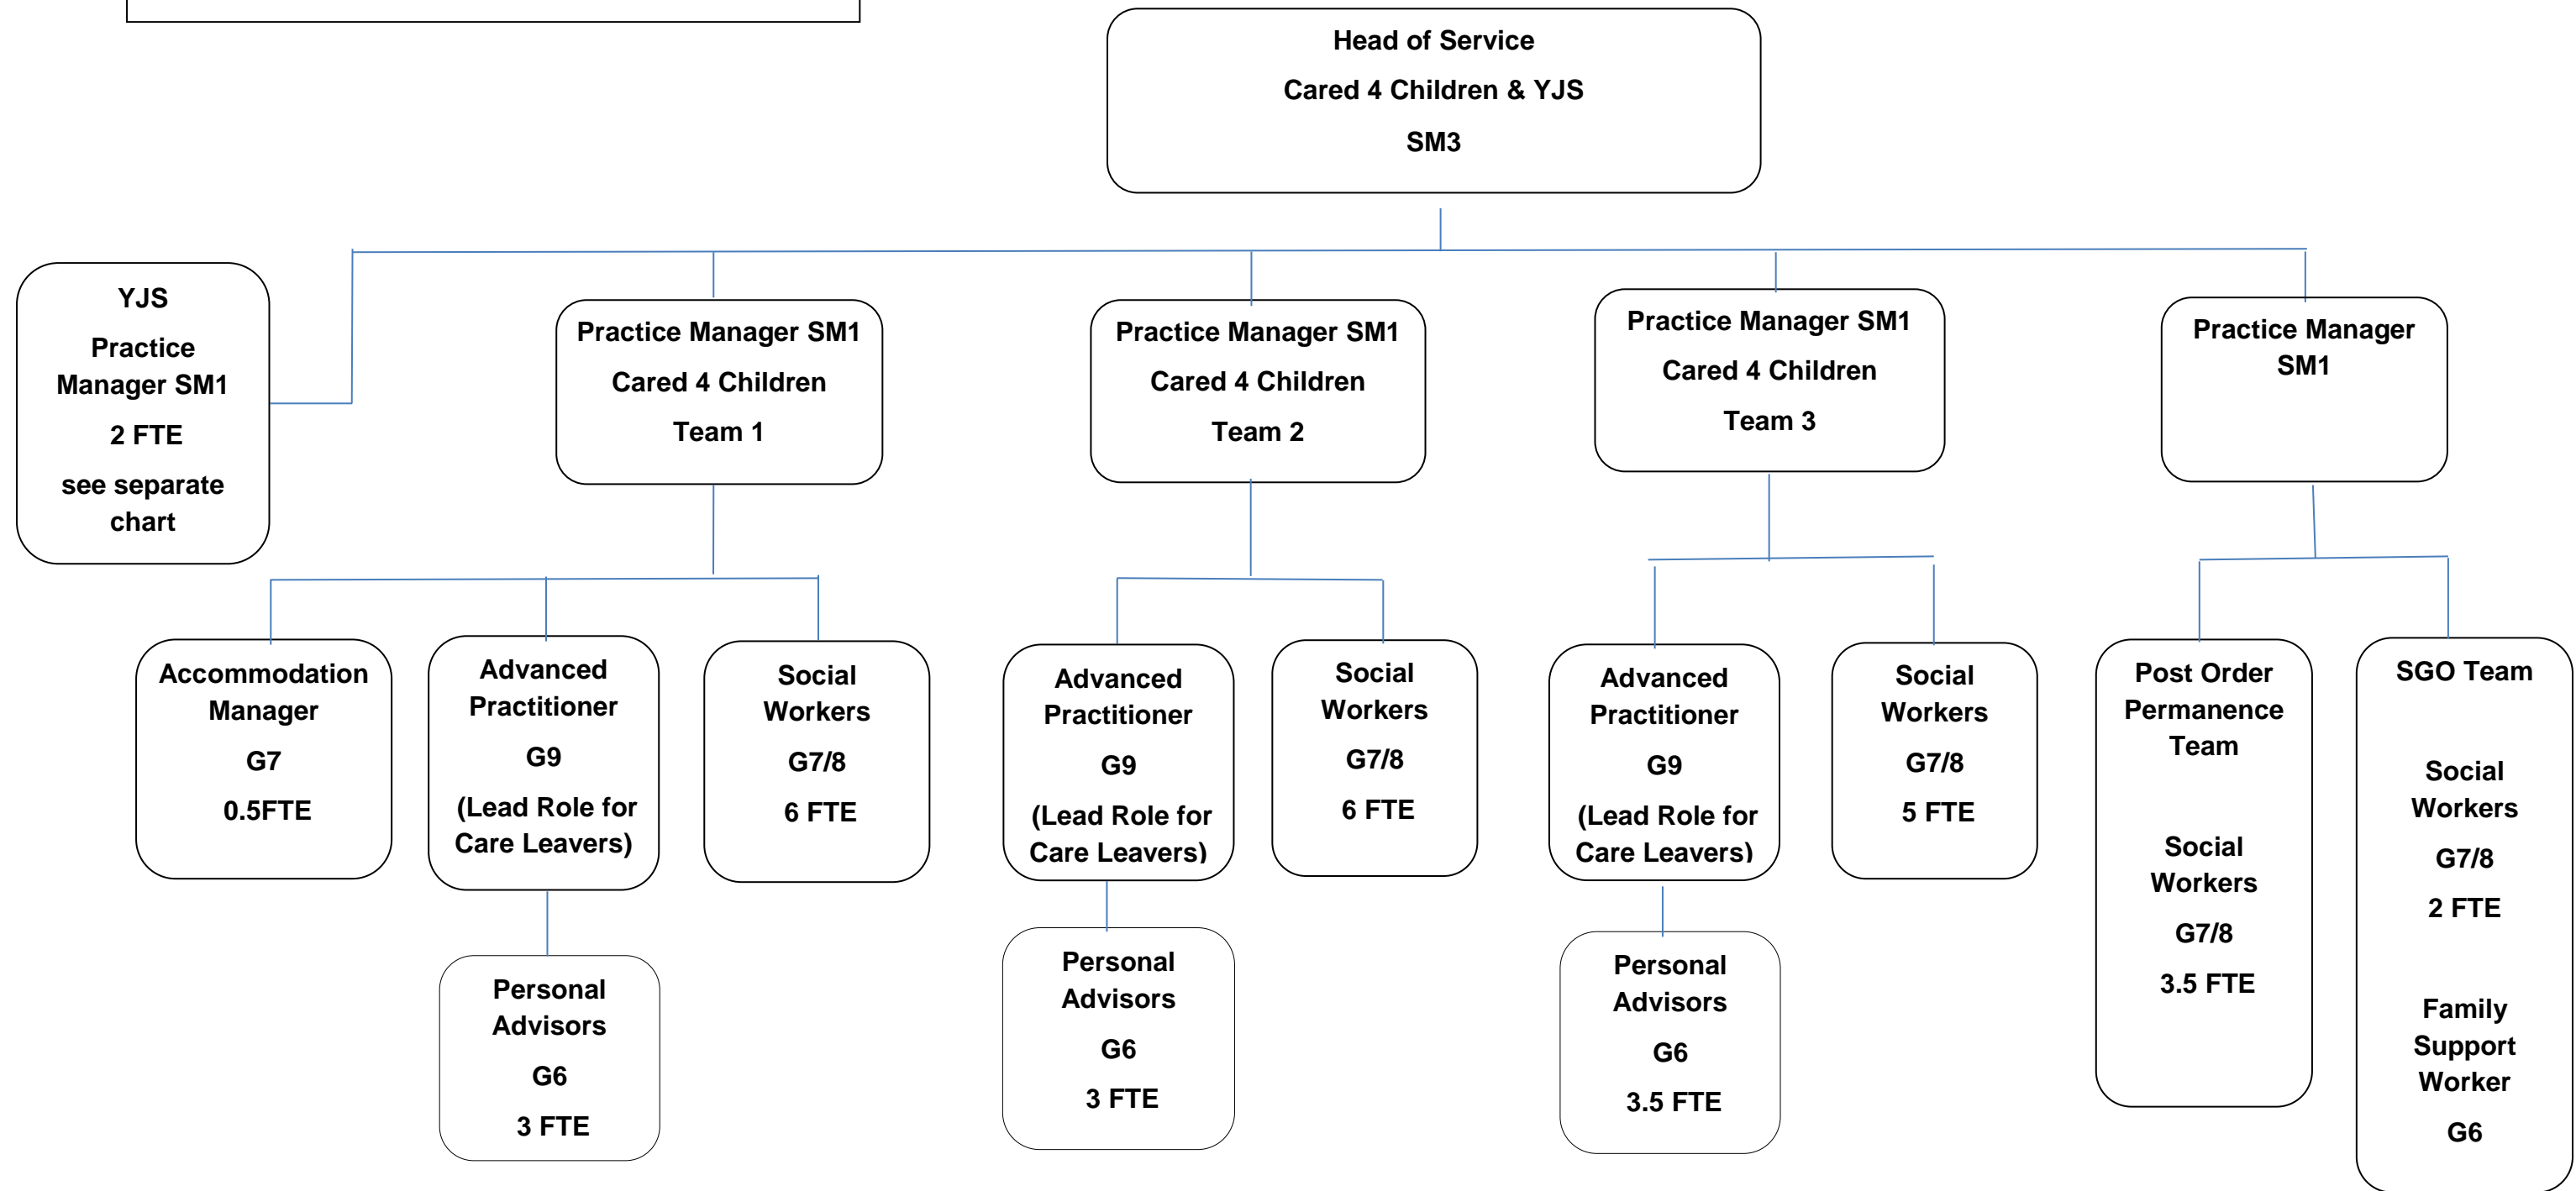 Head of Service
Cared 4 Children & YJS
SM3
YJS
Practice
Manager SM1
2 FTE
see separate
chart
Practice Manager SM1
Cared 4 Children
Team 1
Practice Manager SM1
Cared 4 Children
Team 2
Practice Manager SM1
Cared 4 Children
Team 3
Practice Manager
SM1
Accommodation
Manager
G7
0.5FTE
Advanced
Practitioner
G9
(Lead Role for
Care Leavers)
Social
Workers
G7/8
6 FTE
Advanced
Practitioner
G9
(Lead Role for
Care Leavers)
Social
Workers
G7/8
6 FTE
Advanced
Practitioner
G9
(Lead Role for
Care Leavers)
Social
Workers
G7/8
5 FTE
Post Order
Permanence
Team
Social
Workers
G7/8
3.5 FTE
SGO Team
Social
Workers
G7/8
2 FTE
Family
Support
Worker
G6
Personal
Advisors
G6
3 FTE
Personal
Advisors
G6
3 FTE
Personal
Advisors
G6
3.5 FTE